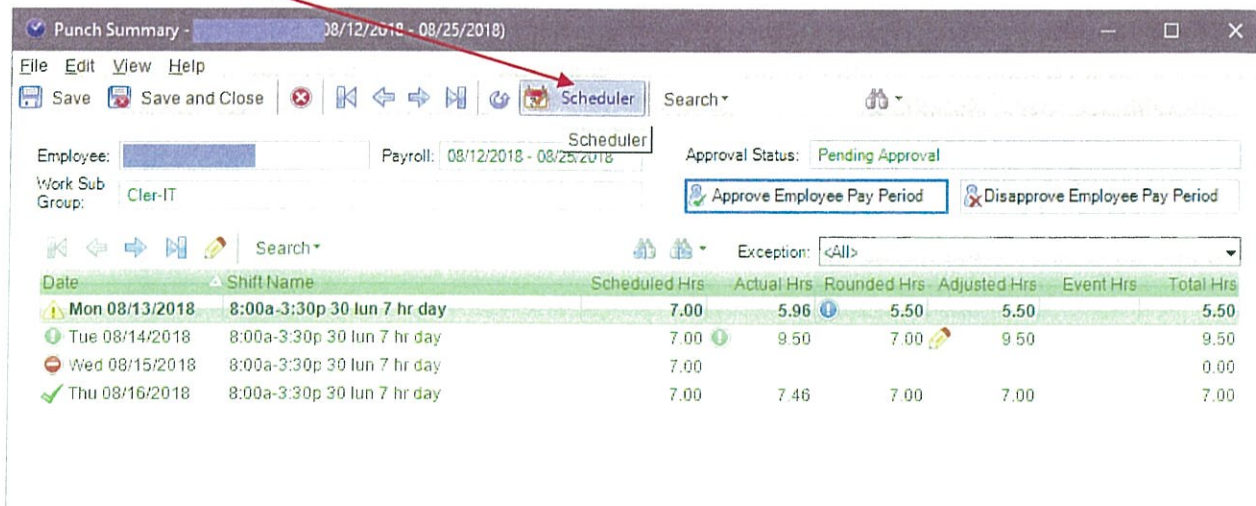 Punch Summary - 08/12/2018 - 08/25/2018)
File Edit View Help
Save Save and Close Scheduler Search
Scheduler
Employee: Payroll: 08/12/2018 - 08/25/2018 Approval Status: Pending Approval
Work Sub Group: Cler-IT Approve Employee Pay Period Disapprove Employee Pay Period
Search Exception: <All>
Date Shift Name Scheduled Hrs Actual Hrs Rounded Hrs Adjusted Hrs Event Hrs Total Hrs
Mon 08/13/2018 8:00a-3:30p 30 lun 7 hr day 7.00 5.96 5.50 5.50 5.50
Tue 08/14/2018 8:00a-3:30p 30 lun 7 hr day 7.00 9.50 7.00 9.50 9.50
Wed 08/15/2018 8:00a-3:30p 30 lun 7 hr day 7.00 0.00
Thu 08/16/2018 8:00a-3:30p 30 lun 7 hr day 7.00 7.46 7.00 7.00 7.00